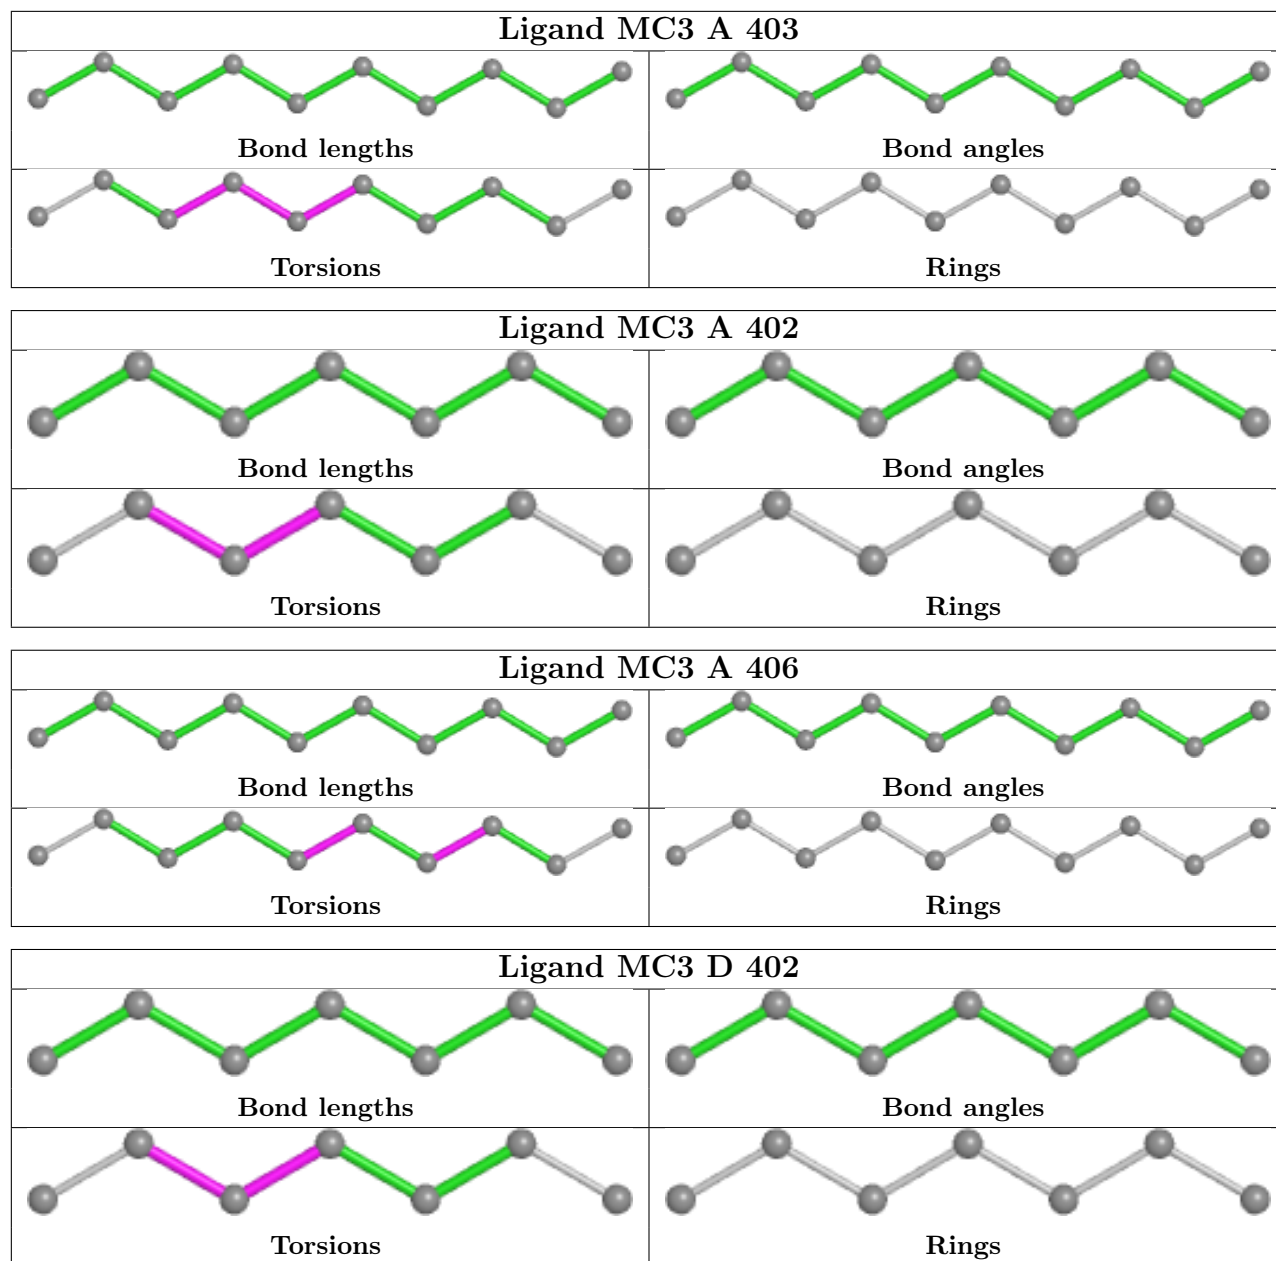 Ligand MC3 A 403
Bond lengths
Bond angles
Torsions
Rings
Ligand MC3 A 402
Bond lengths
Bond angles
Torsions
Rings
Ligand MC3 A 406
Bond lengths
Bond angles
Torsions
Rings
Ligand MC3 D 402
Bond lengths
Bond angles
Torsions
Rings